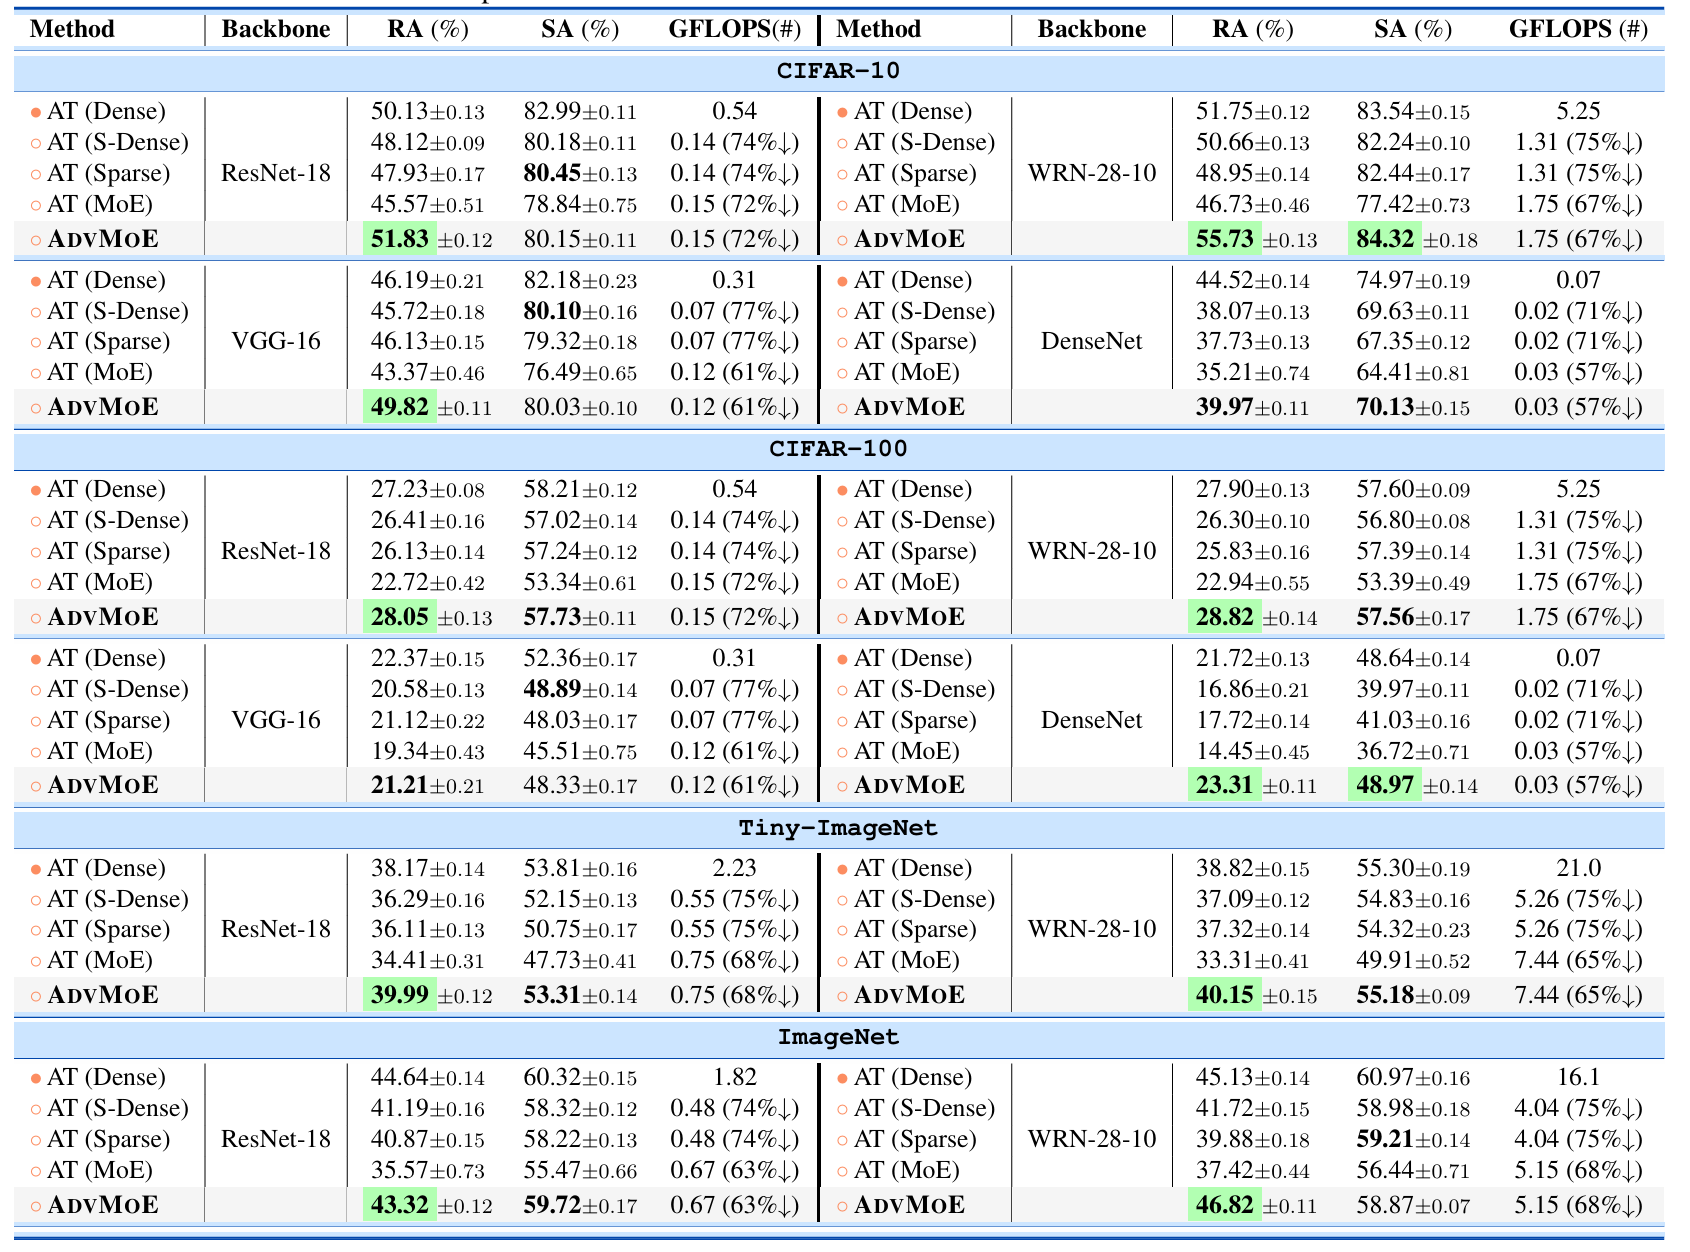 Method Backbone RA (%) SA (%) GFLOPS(#) Method Backbone RA (%) SA (%) GFLOPS (#)
CIFAR-10
● AT (Dense) 50.13±0.13 82.99±0.11 0.54 ● AT (Dense) 51.75±0.12 83.54±0.15 5.25
○ AT (S-Dense) 48.12±0.09 80.18±0.11 0.14 (74%↓) ○ AT (S-Dense) 50.66±0.13 82.24±0.10 1.31 (75%↓)
○ AT (Sparse) ResNet-18 47.93±0.17 80.45±0.13 0.14 (74%↓) ○ AT (Sparse) WRN-28-10 48.95±0.14 82.44±0.17 1.31 (75%↓)
○ AT (MoE) 45.57±0.51 78.84±0.75 0.15 (72%↓) ○ AT (MoE) 46.73±0.46 77.42±0.73 1.75 (67%↓)
○ ADVMOE 51.83 ±0.12 80.15±0.11 0.15 (72%↓) ○ ADVMOE 55.73 ±0.13 84.32 ±0.18 1.75 (67%↓)
● AT (Dense) 46.19±0.21 82.18±0.23 0.31 ● AT (Dense) 44.52±0.14 74.97±0.19 0.07
○ AT (S-Dense) 45.72±0.18 80.10±0.16 0.07 (77%↓) ○ AT (S-Dense) 38.07±0.13 69.63±0.11 0.02 (71%↓)
○ AT (Sparse) VGG-16 46.13±0.15 79.32±0.18 0.07 (77%↓) ○ AT (Sparse) DenseNet 37.73±0.13 67.35±0.12 0.02 (71%↓)
○ AT (MoE) 43.37±0.46 76.49±0.65 0.12 (61%↓) ○ AT (MoE) 35.21±0.74 64.41±0.81 0.03 (57%↓)
○ ADVMOE 49.82 ±0.11 80.03±0.10 0.12 (61%↓) ○ ADVMOE 39.97±0.11 70.13±0.15 0.03 (57%↓)
CIFAR-100
● AT (Dense) 27.23±0.08 58.21±0.12 0.54 ● AT (Dense) 27.90±0.13 57.60±0.09 5.25
○ AT (S-Dense) 26.41±0.16 57.02±0.14 0.14 (74%↓) ○ AT (S-Dense) 26.30±0.10 56.80±0.08 1.31 (75%↓)
○ AT (Sparse) ResNet-18 26.13±0.14 57.24±0.12 0.14 (74%↓) ○ AT (Sparse) WRN-28-10 25.83±0.16 57.39±0.14 1.31 (75%↓)
○ AT (MoE) 22.72±0.42 53.34±0.61 0.15 (72%↓) ○ AT (MoE) 22.94±0.55 53.39±0.49 1.75 (67%↓)
○ ADVMOE 28.05 ±0.13 57.73±0.11 0.15 (72%↓) ○ ADVMOE 28.82 ±0.14 57.56±0.17 1.75 (67%↓)
● AT (Dense) 22.37±0.15 52.36±0.17 0.31 ● AT (Dense) 21.72±0.13 48.64±0.14 0.07
○ AT (S-Dense) 20.58±0.13 48.89±0.14 0.07 (77%↓) ○ AT (S-Dense) 16.86±0.21 39.97±0.11 0.02 (71%↓)
○ AT (Sparse) VGG-16 21.12±0.22 48.03±0.17 0.07 (77%↓) ○ AT (Sparse) DenseNet 17.72±0.14 41.03±0.16 0.02 (71%↓)
○ AT (MoE) 19.34±0.43 45.51±0.75 0.12 (61%↓) ○ AT (MoE) 14.45±0.45 36.72±0.71 0.03 (57%↓)
○ ADVMOE 21.21±0.21 48.33±0.17 0.12 (61%↓) ○ ADVMOE 23.31 ±0.11 48.97 ±0.14 0.03 (57%↓)
Tiny-ImageNet
● AT (Dense) 38.17±0.14 53.81±0.16 2.23 ● AT (Dense) 38.82±0.15 55.30±0.19 21.0
○ AT (S-Dense) 36.29±0.16 52.15±0.13 0.55 (75%↓) ○ AT (S-Dense) 37.09±0.12 54.83±0.16 5.26 (75%↓)
○ AT (Sparse) ResNet-18 36.11±0.13 50.75±0.17 0.55 (75%↓) ○ AT (Sparse) WRN-28-10 37.32±0.14 54.32±0.23 5.26 (75%↓)
○ AT (MoE) 34.41±0.31 47.73±0.41 0.75 (68%↓) ○ AT (MoE) 33.31±0.41 49.91±0.52 7.44 (65%↓)
○ ADVMOE 39.99 ±0.12 53.31±0.14 0.75 (68%↓) ○ ADVMOE 40.15 ±0.15 55.18±0.09 7.44 (65%↓)
ImageNet
● AT (Dense) 44.64±0.14 60.32±0.15 1.82 ● AT (Dense) 45.13±0.14 60.97±0.16 16.1
○ AT (S-Dense) 41.19±0.16 58.32±0.12 0.48 (74%↓) ○ AT (S-Dense) 41.72±0.15 58.98±0.18 4.04 (75%↓)
○ AT (Sparse) ResNet-18 40.87±0.15 58.22±0.13 0.48 (74%↓) ○ AT (Sparse) WRN-28-10 39.88±0.18 59.21±0.14 4.04 (75%↓)
○ AT (MoE) 35.57±0.73 55.47±0.66 0.67 (63%↓) ○ AT (MoE) 37.42±0.44 56.44±0.71 5.15 (68%↓)
○ ADVMOE 43.32 ±0.12 59.72±0.17 0.67 (63%↓) ○ ADVMOE 46.82 ±0.11 58.87±0.07 5.15 (68%↓)